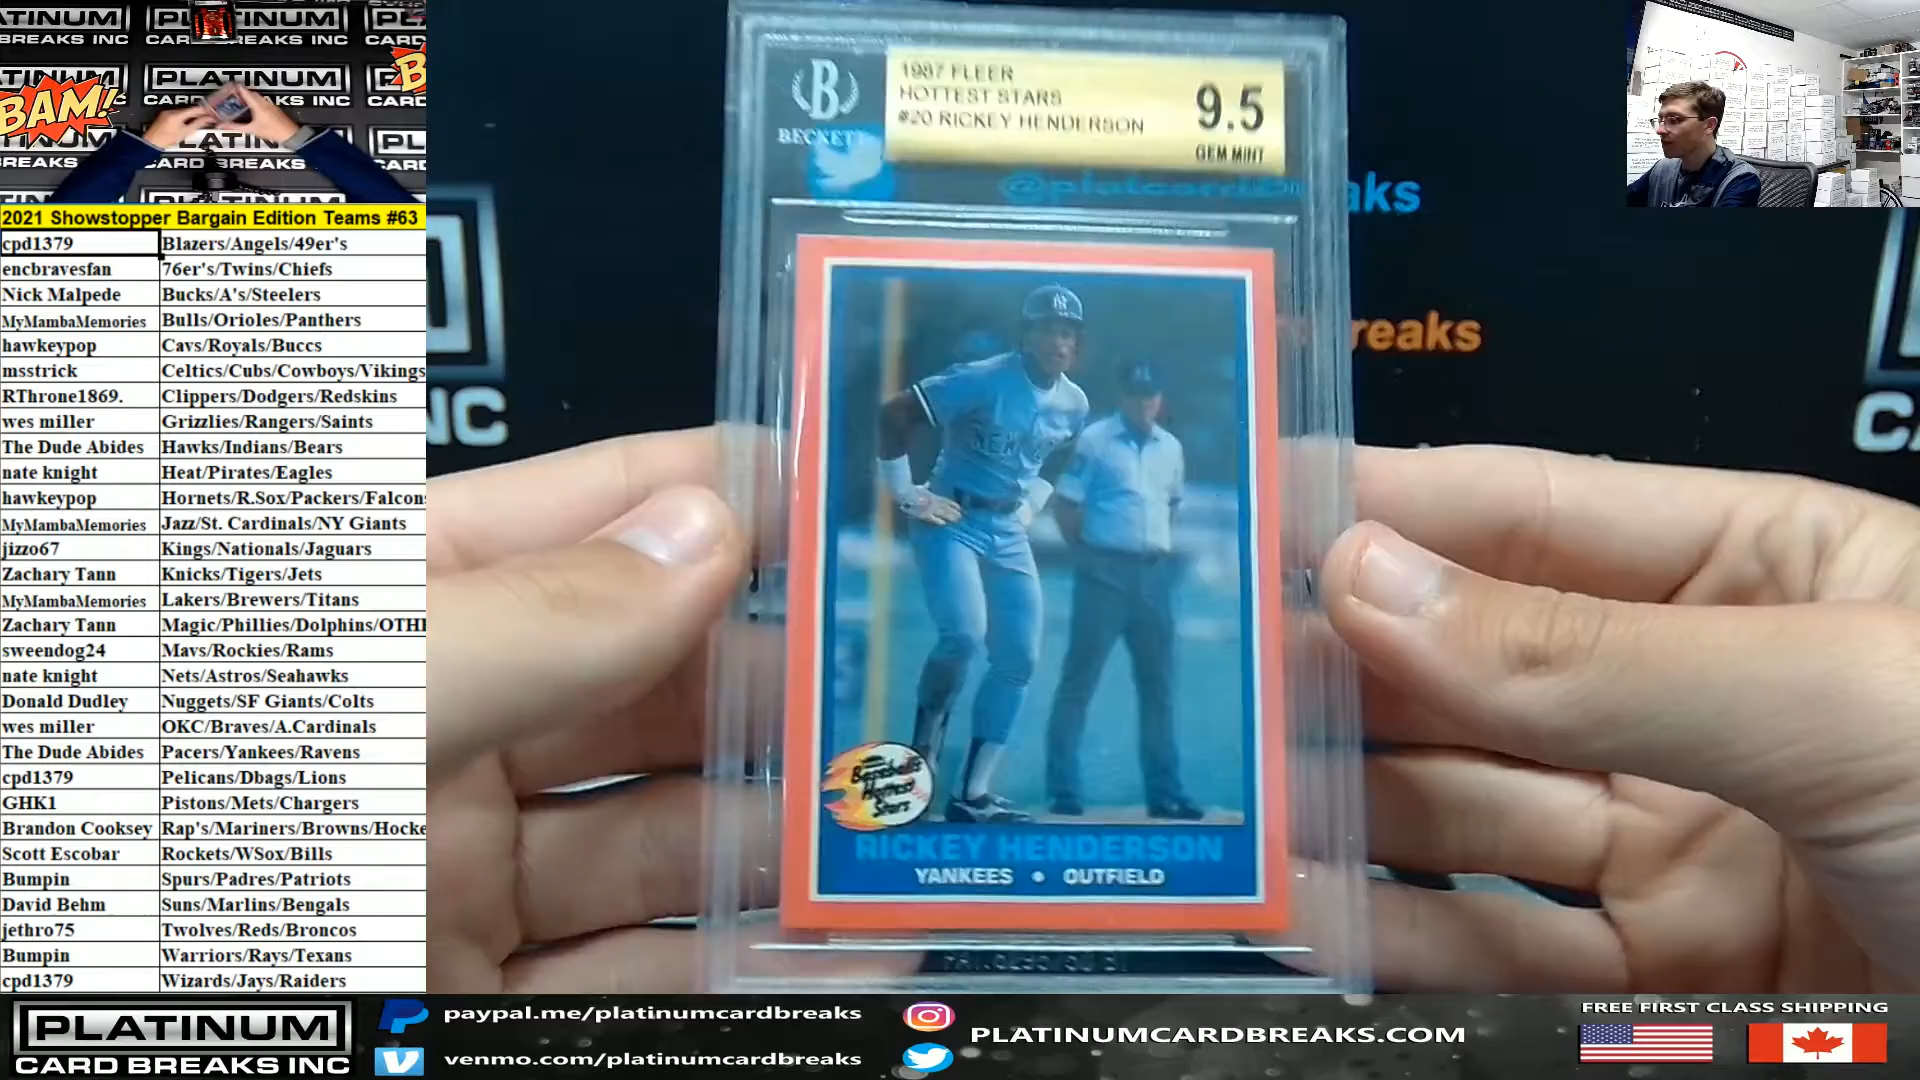 PLATINUM
CARD BREAKS INC
BAM!
2021 Showstopper Bargain Edition Teams #63
cpd1379 Blazers/Angels/49er's
encbravesfan 76er's/Twins/Chiefs
Nick Malpede Bucks/A's/Steelers
MyMambaMemories Bulls/Orioles/Panthers
hawkeypop Cavs/Royals/Buccs
msstrick Celtics/Cubs/Cowboys/Vikings
RThrone1869. Clippers/Dodgers/Redskins
wes miller Grizzlies/Rangers/Saints
The Dude Abides Hawks/Indians/Bears
nate knight Heat/Pirates/Eagles
hawkeypop Hornets/R.Sox/Packers/Falcons
MyMambaMemories Jazz/St. Cardinals/NY Giants
jizzo67 Kings/Nationals/Jaguars
Zachary Tann Knicks/Tigers/Jets
MyMambaMemories Lakers/Brewers/Titans
Zachary Tann Magic/Phillies/Dolphins/OTH
sweendog24 Mavs/Rockies/Rams
nate knight Nets/Astros/Seahawks
Donald Dudley Nuggets/SF Giants/Colts
wes miller OKC/Braves/A.Cardinals
The Dude Abides Pacers/Yankees/Ravens
cpd1379 Pelicans/Dbags/Lions
GHK1 Pistons/Mets/Chargers
Brandon Cooksey Rap's/Mariners/Browns/Hocke
Scott Escobar Rockets/WSox/Bills
Bumpin Spurs/Padres/Patriots
David Behm Suns/Marlins/Bengals
jethro75 Twolves/Reds/Broncos
Bumpin Warriors/Rays/Texans
cpd1379 Wizards/Jays/Raiders
B
BECKETT
1987 FLEER
HOTTEST STARS
#20 RICKEY HENDERSON
9.5
GEM MINT
@platcardbreaks
reaks
NC
C
NY
Baseball's
Hottest
Stars
RICKEY HENDERSON
YANKEES • OUTFIELD
PLATINUM
CARD BREAKS INC
paypal.me/platinumcardbreaks
venmo.com/platinumcardbreaks
PLATINUMCARDBREAKS.COM
FREE FIRST CLASS SHIPPING